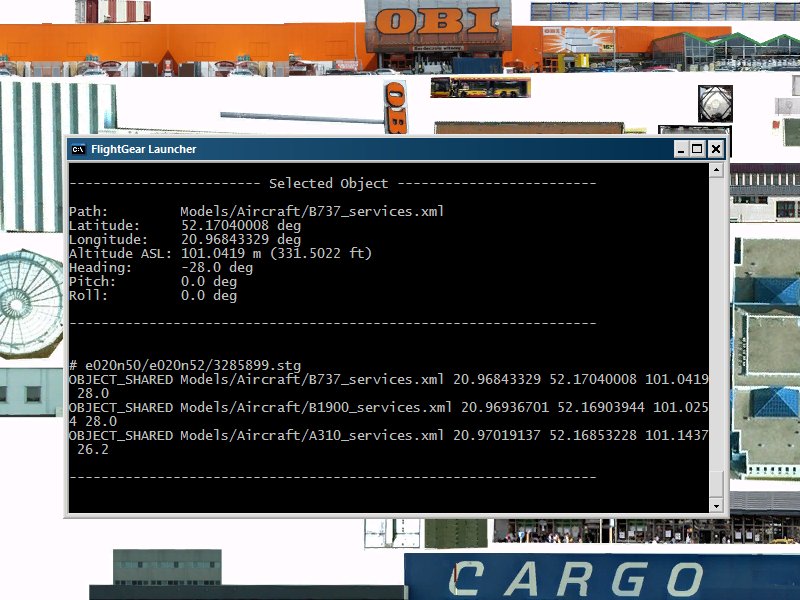 OBI
OBI
FlightGear Launcher
------------------------ Selected Object -------------------------
Path: Models/Aircraft/B737_services.xml
Latitude: 52.17040008 deg
Longitude: 20.96843329 deg
Altitude ASL: 101.0419 m (331.5022 ft)
Heading: -28.0 deg
Pitch: 0.0 deg
Roll: 0.0 deg
------------------------------------------------------------------
# e020n50/e020n52/3285899.stg
OBJECT_SHARED Models/Aircraft/B737_services.xml 20.96843329 52.17040008 101.0419
28.0
OBJECT_SHARED Models/Aircraft/B1900_services.xml 20.96936701 52.16903944 101.025
4 28.0
OBJECT_SHARED Models/Aircraft/A310_services.xml 20.97019137 52.16853228 101.1437
26.2
------------------------------------------------------------------
CARGO